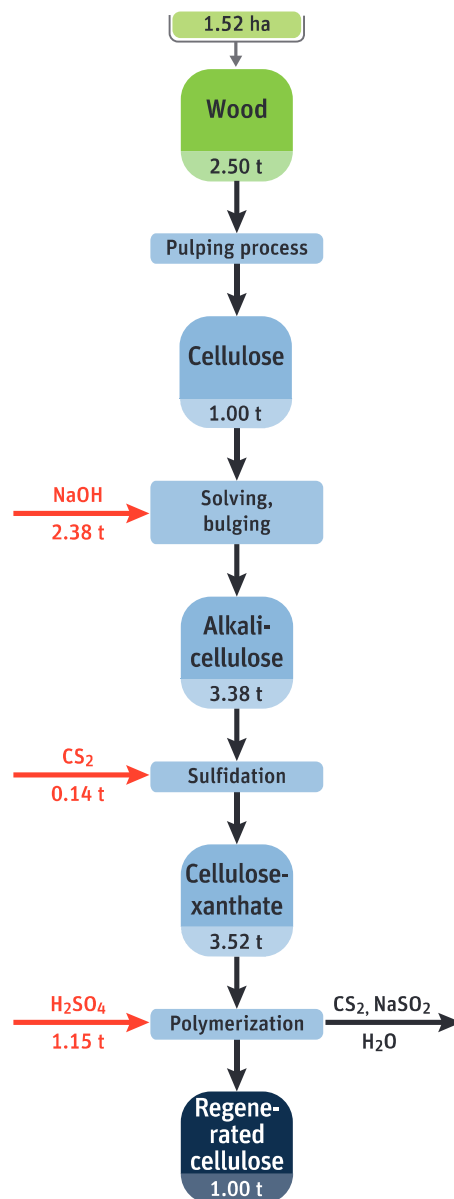 1.52 ha
Wood
2.50 t
Pulping process
Cellulose
1.00 t
NaOH
2.38 t
Solving,
bulging
Alkali-
cellulose
3.38 t
CS₂
0.14 t
Sulfidation
Cellulose-
xanthate
3.52 t
H₂SO₄
1.15 t
Polymerization
CS₂, NaSO₂
H₂O
Regene-
rated
cellulose
1.00 t